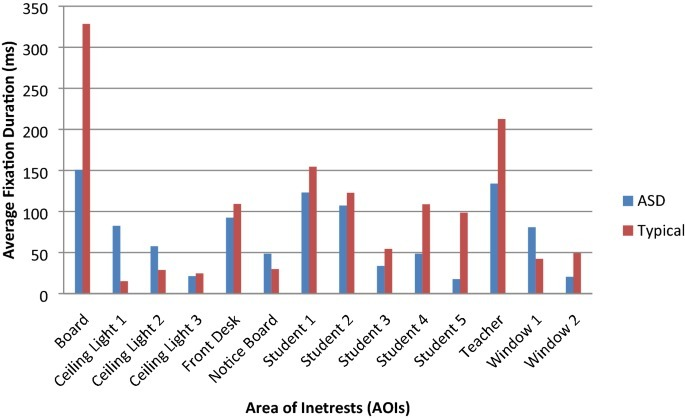 350
300
250
200
150
100
50
0
Average Fixation Duration (ms)
Board
Ceiling Light 1
Ceiling Light 2
Ceiling Light 3
Front Desk
Notice Board
Student 1
Student 2
Student 3
Student 4
Student 5
Teacher
Window 1
Window 2
Area of Inetrests (AOIs)
ASD
Typical